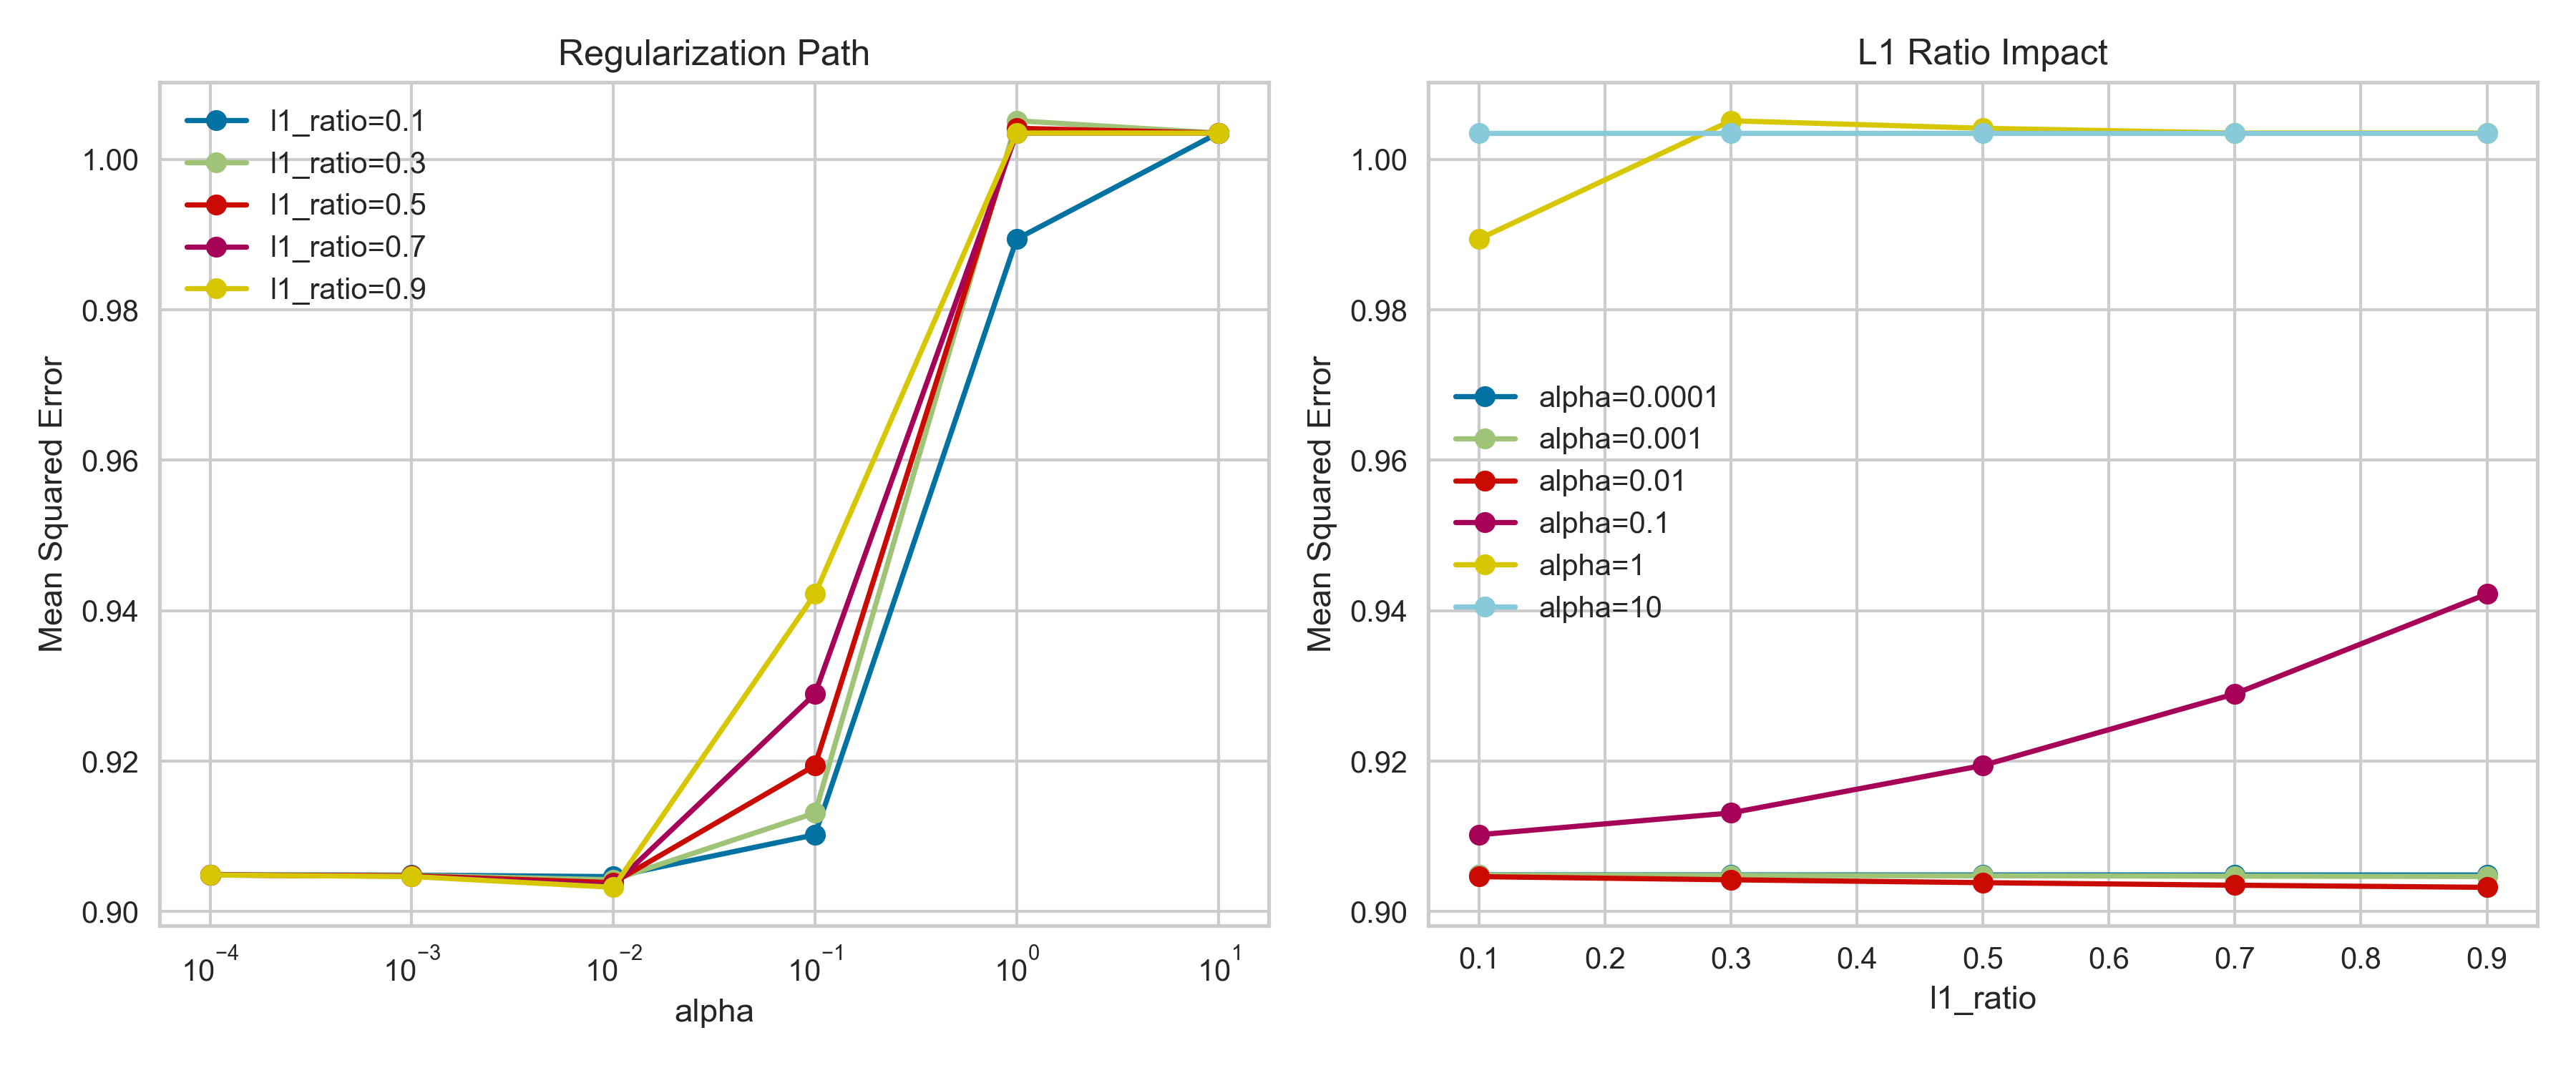 Regularization Path
l1_ratio=0.1
l1_ratio=0.3
l1_ratio=0.5
l1_ratio=0.7
l1_ratio=0.9
1.00
0.98
0.96
0.94
0.92
0.90
Mean Squared Error
10⁻⁴ 10⁻³ 10⁻² 10⁻¹ 10⁰ 10¹
alpha
L1 Ratio Impact
alpha=0.0001
alpha=0.001
alpha=0.01
alpha=0.1
alpha=1
alpha=10
1.00
0.98
0.96
0.94
0.92
0.90
Mean Squared Error
0.1 0.2 0.3 0.4 0.5 0.6 0.7 0.8 0.9
l1_ratio